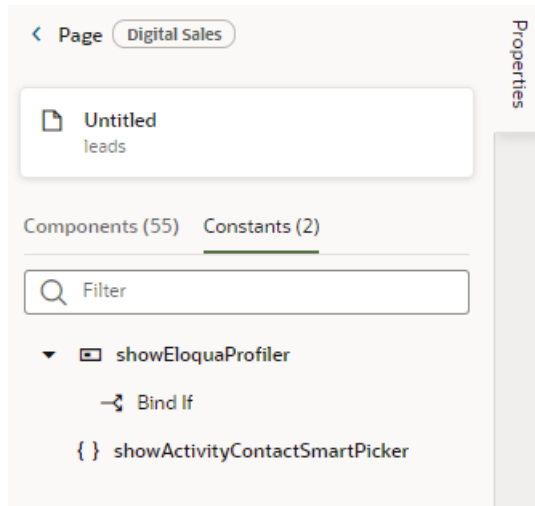 Page Digital Sales
Properties
Untitled
leads
Components (55) Constants (2)
Filter
showEloquaProfiler
Bind If
{ } showActivityContactSmartPicker